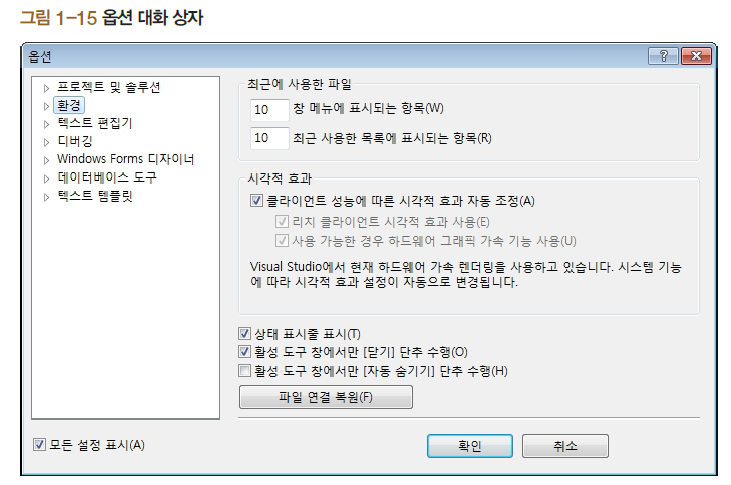 그림 1-15 옵션 대화 상자
옵션
프로젝트 및 솔루션
환경
텍스트 편집기
디버깅
Windows Forms 디자이너
데이터베이스 도구
텍스트 템플릿
모든 설정 표시(A)
최근에 사용한 파일
10 창 메뉴에 표시되는 항목(W)
10 최근 사용한 목록에 표시되는 항목(R)
시각적 효과
클라이언트 성능에 따른 시각적 효과 자동 조정(A)
리치 클라이언트 시각적 효과 사용(E)
사용 가능한 경우 하드웨어 그래픽 가속 기능 사용(U)
Visual Studio에서 현재 하드웨어 가속 렌더링을 사용하고 있습니다. 시스템 기능
에 따라 시각적 효과 설정이 자동으로 변경됩니다.
상태 표시줄 표시(T)
활성 도구 창에서만 [닫기] 단추 수행(O)
활성 도구 창에서만 [자동 숨기기] 단추 수행(H)
파일 연결 복원(F)
확인
취소